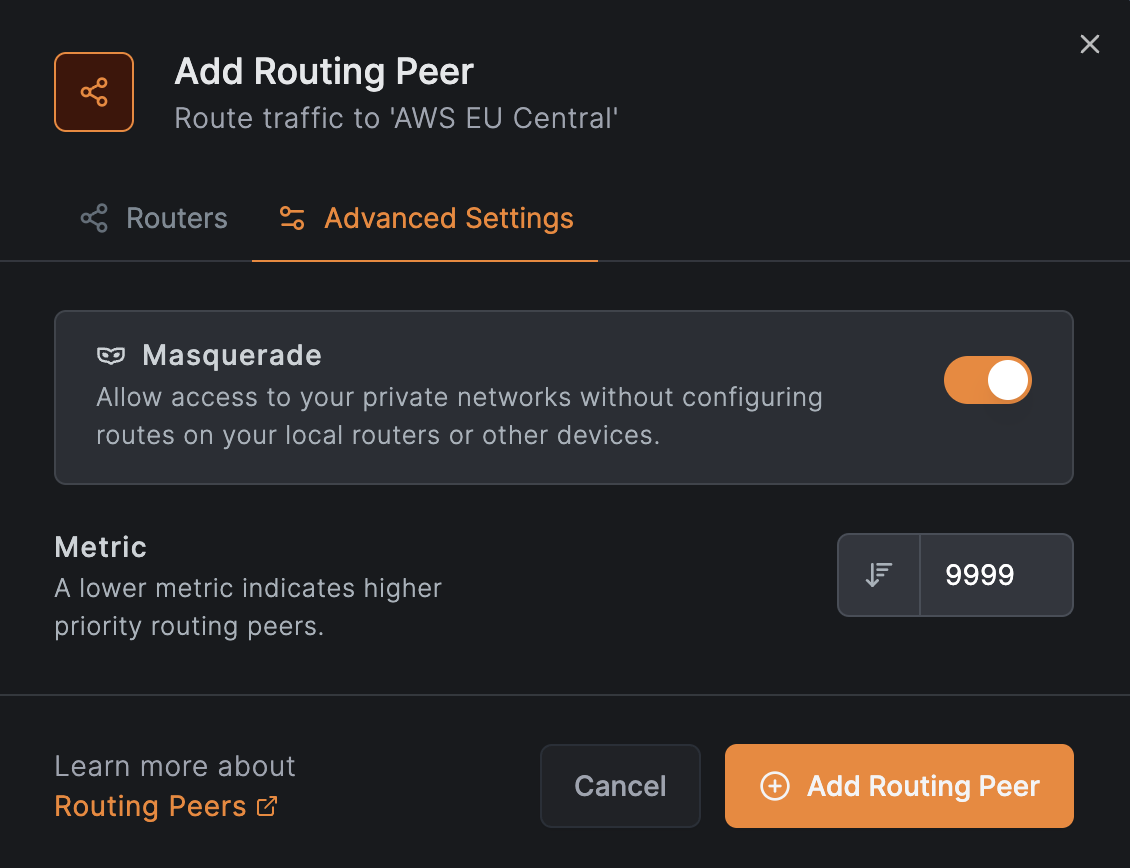 Add Routing Peer
Route traffic to 'AWS EU Central'
Routers
Advanced Settings
Masquerade
Allow access to your private networks without configuring
routes on your local routers or other devices.
Metric
A lower metric indicates higher
priority routing peers.
9999
Learn more about
Routing Peers
Cancel
Add Routing Peer